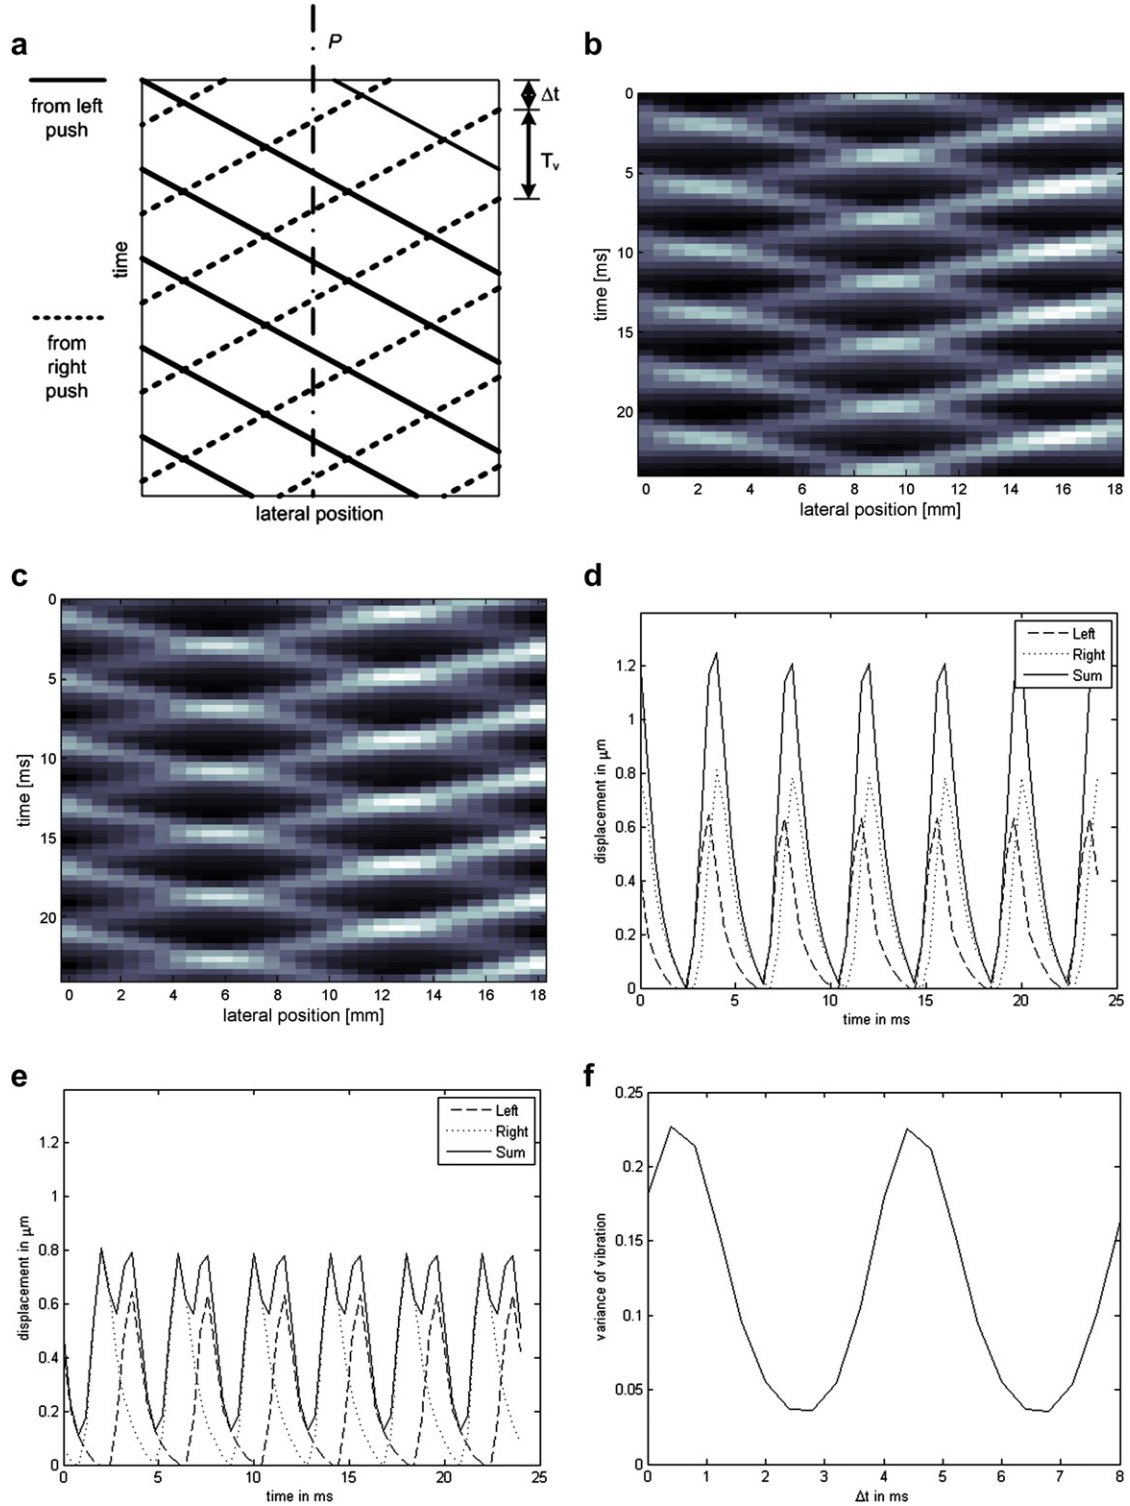 a
P
from left
push
Δt
Tv
time
from
right
push
lateral position
b
0
5
10
15
20
time [ms]
0 2 4 6 8 10 12 14 16 18
lateral position [mm]
c
0
5
10
15
20
time [ms]
0 2 4 6 8 10 12 14 16 18
lateral position [mm]
d
Left
Right
Sum
1.2
1
0.8
0.6
0.4
0.2
0
displacement in μm
0 5 10 15 20 25
time in ms
e
Left
Right
Sum
1.2
1
0.8
0.6
0.4
0.2
0
displacement in μm
0 5 10 15 20 25
time in ms
f
0.25
0.2
0.15
0.1
0.05
0
variance of vibration
0 1 2 3 4 5 6 7 8
Δt in ms